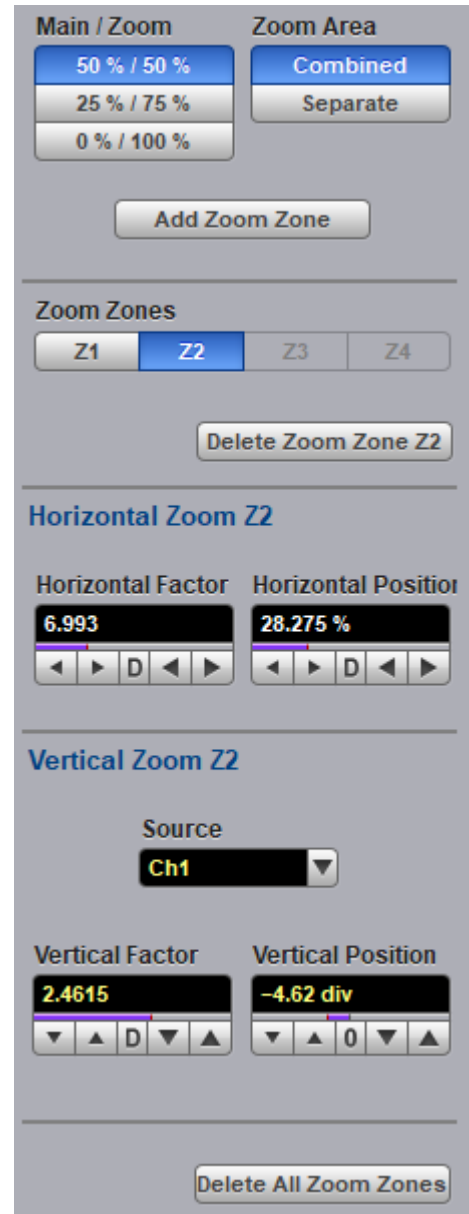 Main / Zoom Zoom Area
50 % / 50 % Combined
25 % / 75 % Separate
0 % / 100 %
Add Zoom Zone
Zoom Zones
Z1 Z2 Z3 Z4
Delete Zoom Zone Z2
Horizontal Zoom Z2
Horizontal Factor Horizontal Position
6.993 28.275 %
D D
Vertical Zoom Z2
Source
Ch1
Vertical Factor Vertical Position
2.4615 −4.62 div
D 0
Delete All Zoom Zones